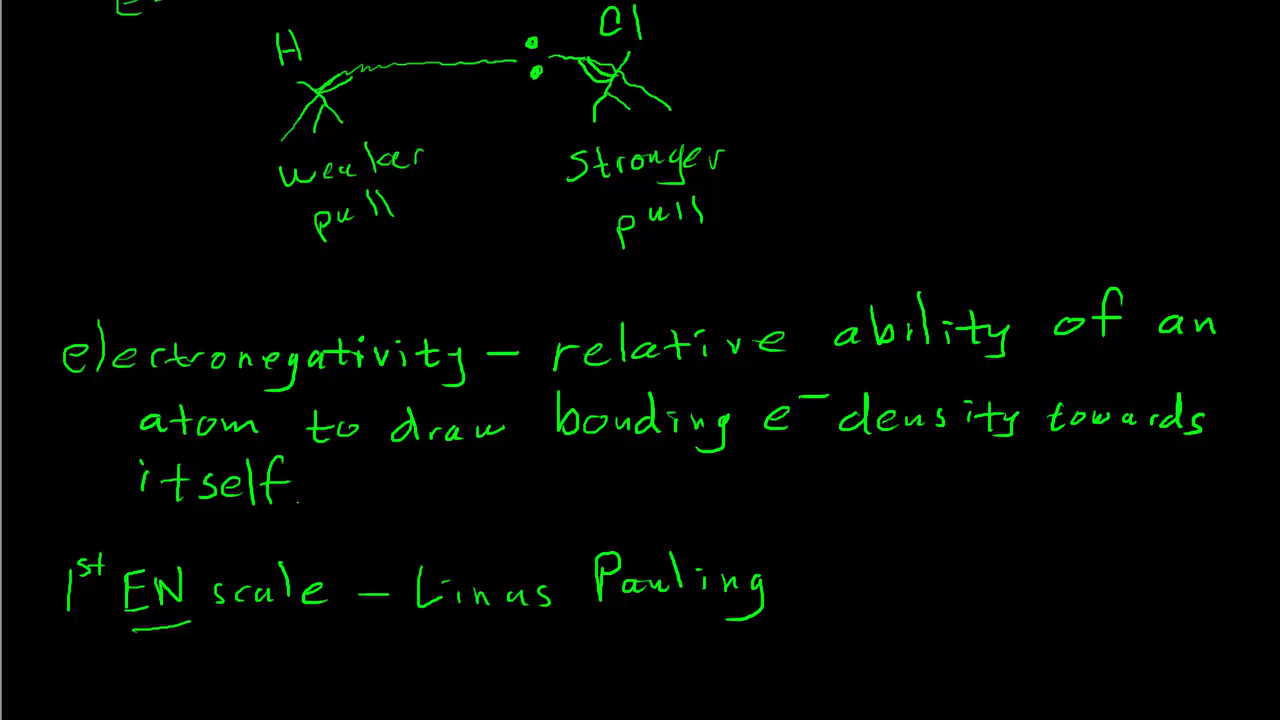 H Cl
weaker stronger
pull pull
electronegativity – relative ability of an
atom to draw bonding e⁻ density towards
itself.
1st EN scale – Linus Pauling